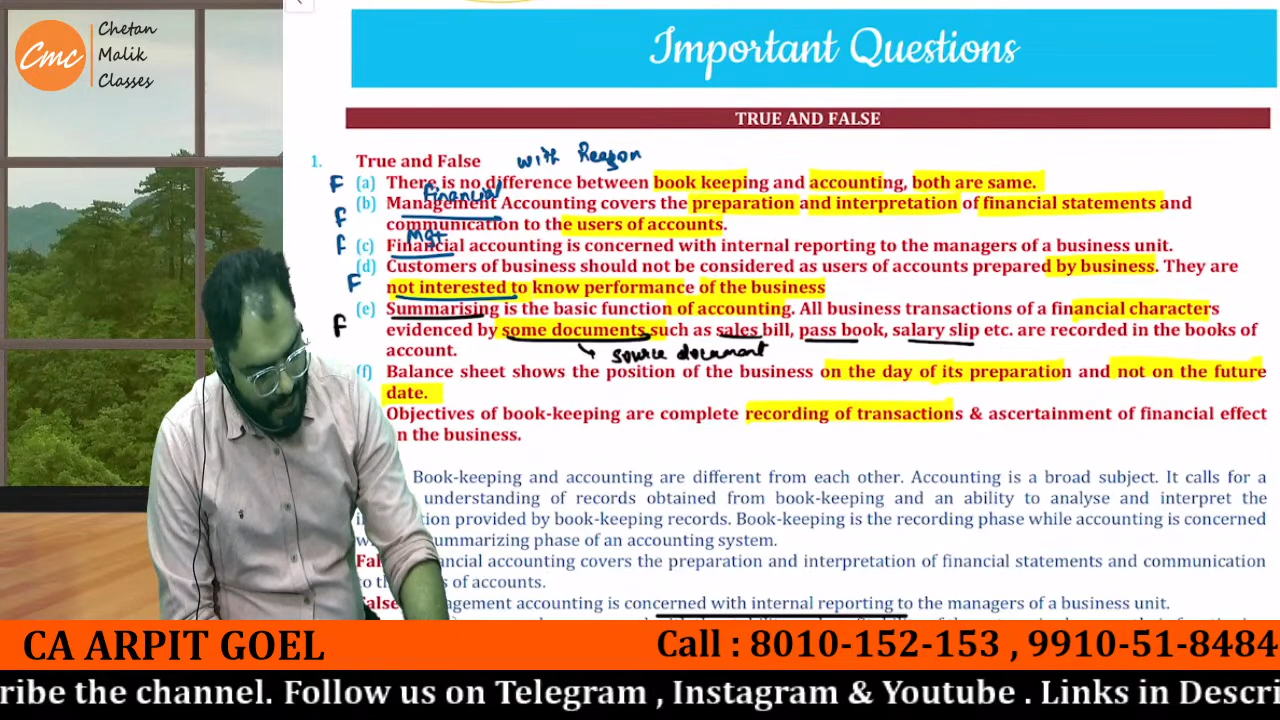 Cmc
Chetan
Malik
Classes
Important Questions
TRUE AND FALSE
1. True and False with Reason
F (a) There is no difference between book keeping and accounting, both are same.
Financial
F (b) Management Accounting covers the preparation and interpretation of financial statements and
communication to the users of accounts.
Mgt
F (c) Financial accounting is concerned with internal reporting to the managers of a business unit.
F (d) Customers of business should not be considered as users of accounts prepared by business. They are
not interested to know performance of the business
F (e) Summarising is the basic function of accounting. All business transactions of a financial characters
evidenced by some documents such as sales bill, pass book, salary slip etc. are recorded in the books of
account.
source document
(f) Balance sheet shows the position of the business on the day of its preparation and not on the future
date.
Objectives of book-keeping are complete recording of transactions & ascertainment of financial effect
n the business.
Book-keeping and accounting are different from each other. Accounting is a broad subject. It calls for a
understanding of records obtained from book-keeping and an ability to analyse and interpret the
tion provided by book-keeping records. Book-keeping is the recording phase while accounting is concerned
summarizing phase of an accounting system.
Fal ncial accounting covers the preparation and interpretation of financial statements and communication
to th s of accounts.
False gement accounting is concerned with internal reporting to the managers of a business unit.
CA ARPIT GOEL
Call : 8010-152-153 , 9910-51-8484
ribe the channel. Follow us on Telegram , Instagram & Youtube . Links in Descri